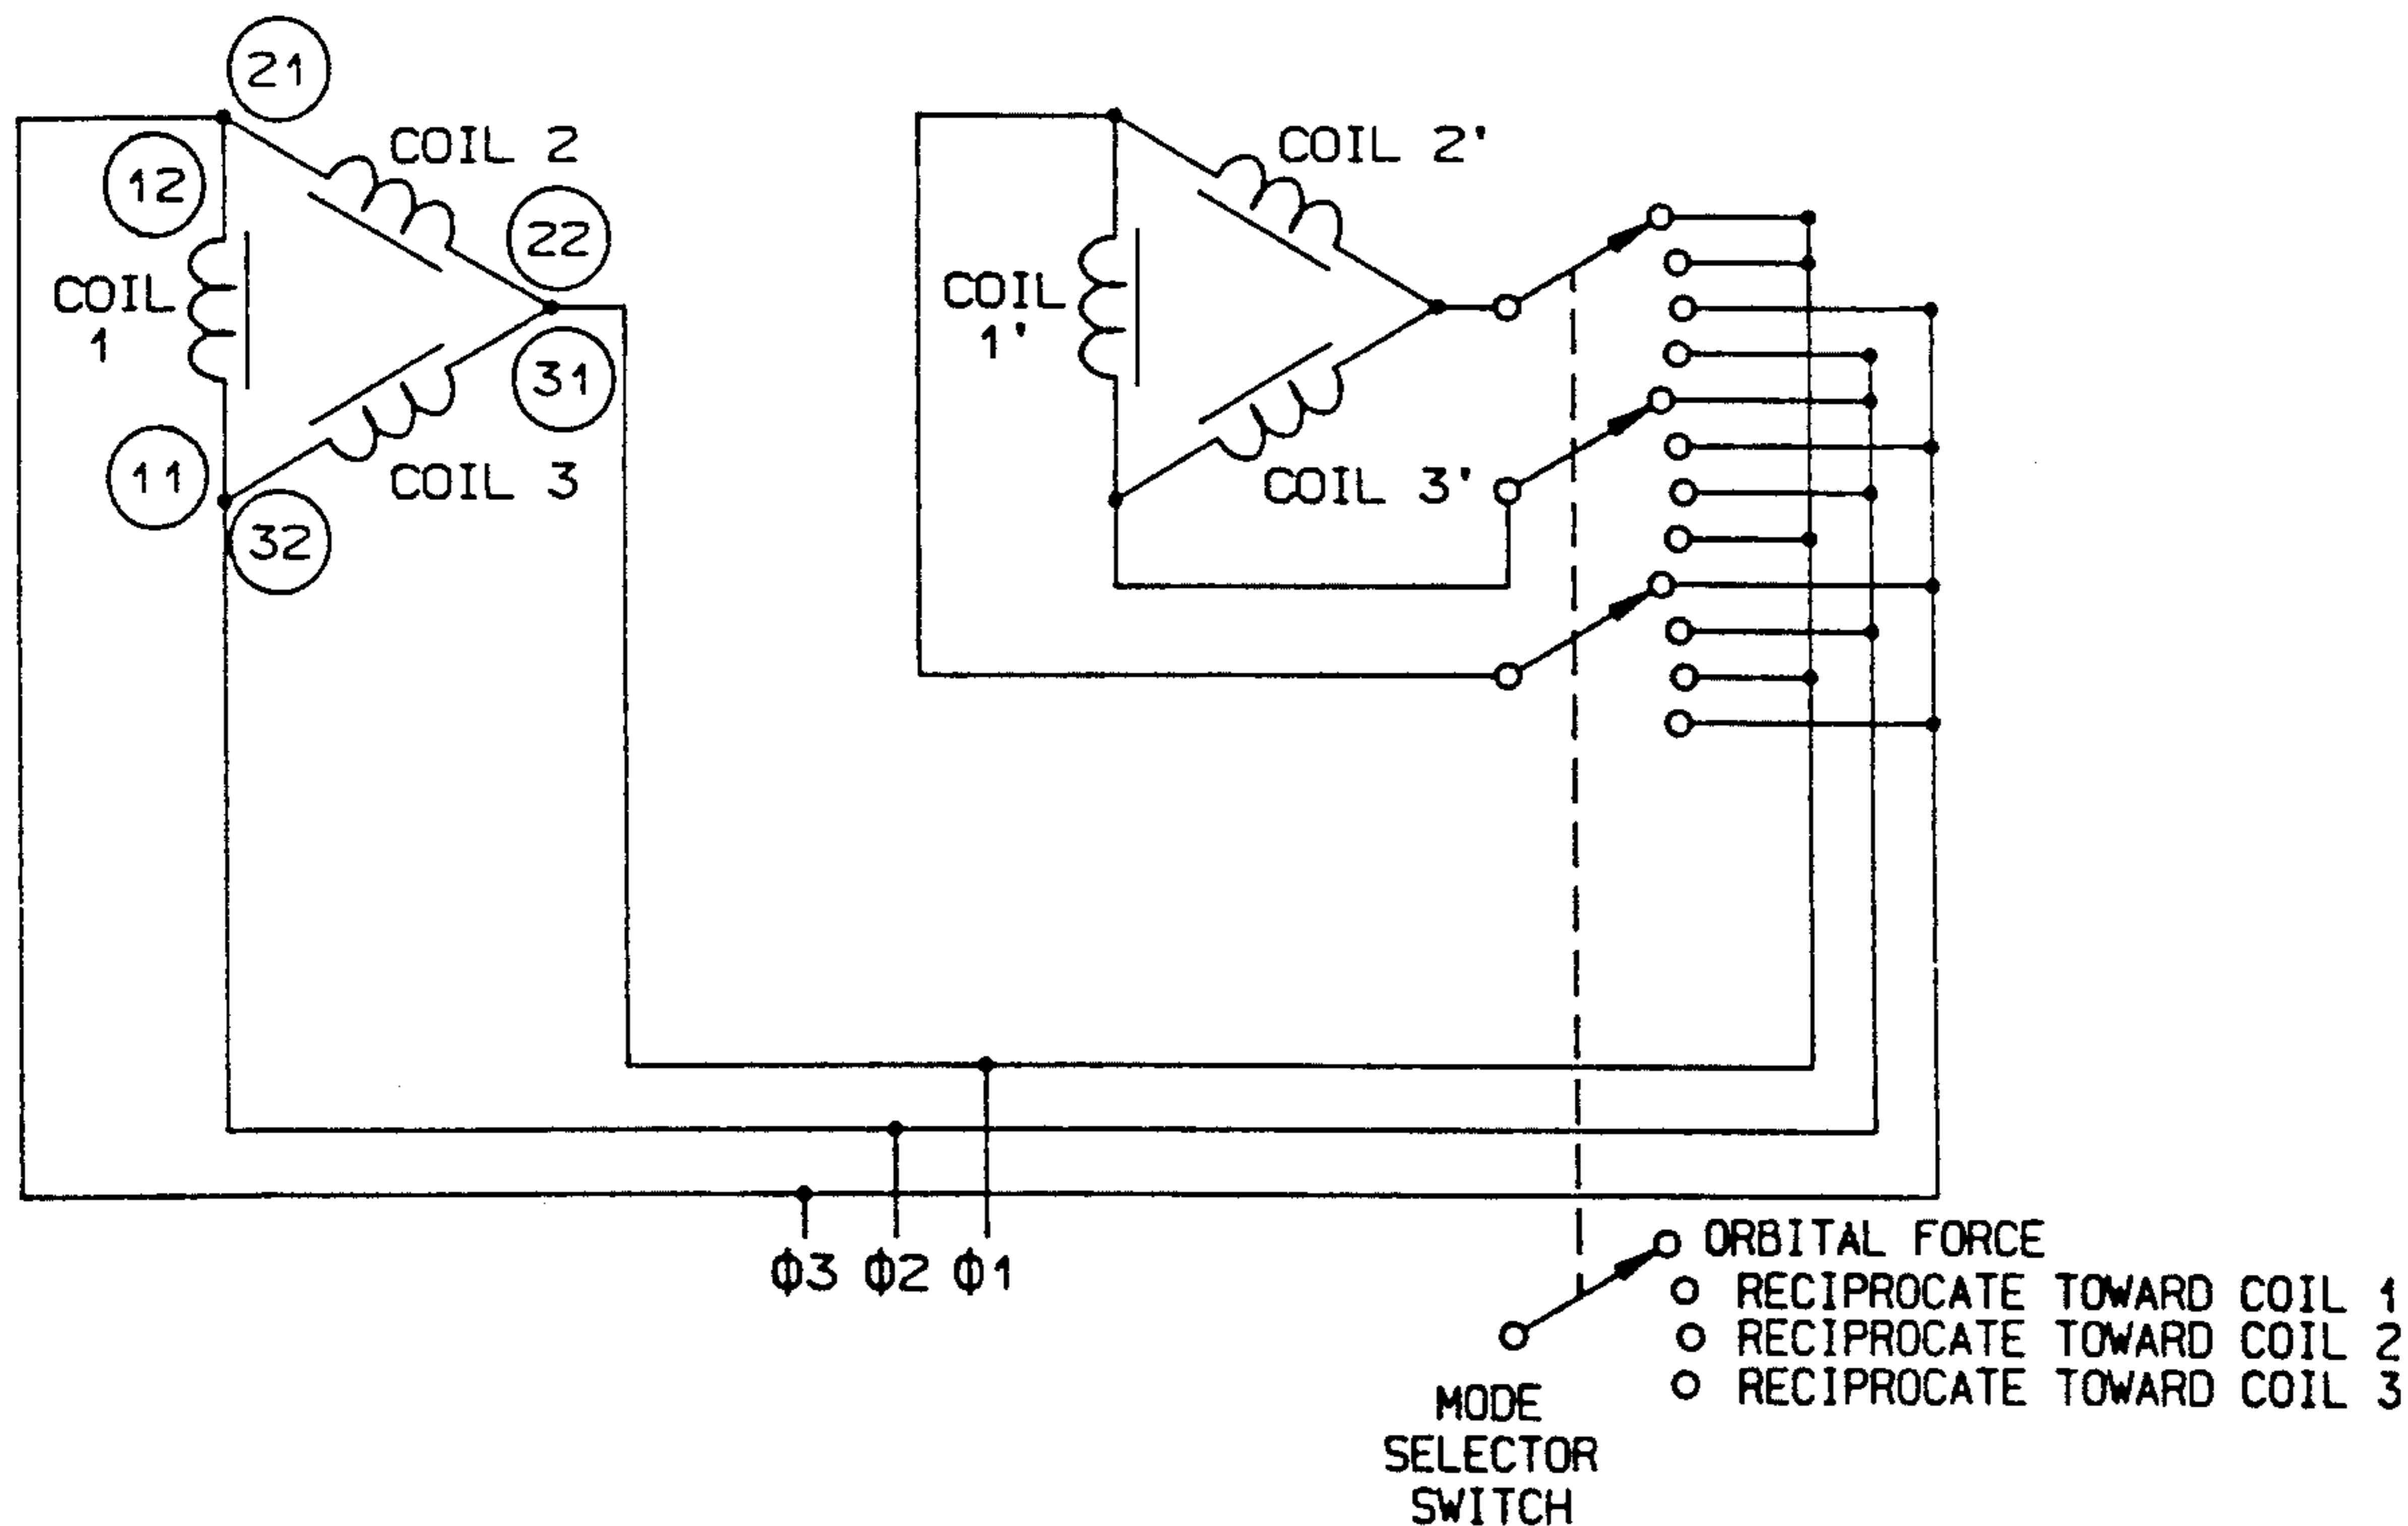 21
COIL 2
COIL 2'
12
22
COIL
1
COIL
1'
31
11
COIL 3
COIL 3'
32
Φ3 Φ2 Φ1
ORBITAL FORCE
RECIPROCATE TOWARD COIL 1
RECIPROCATE TOWARD COIL 2
RECIPROCATE TOWARD COIL 3
MODE
SELECTOR
SWITCH